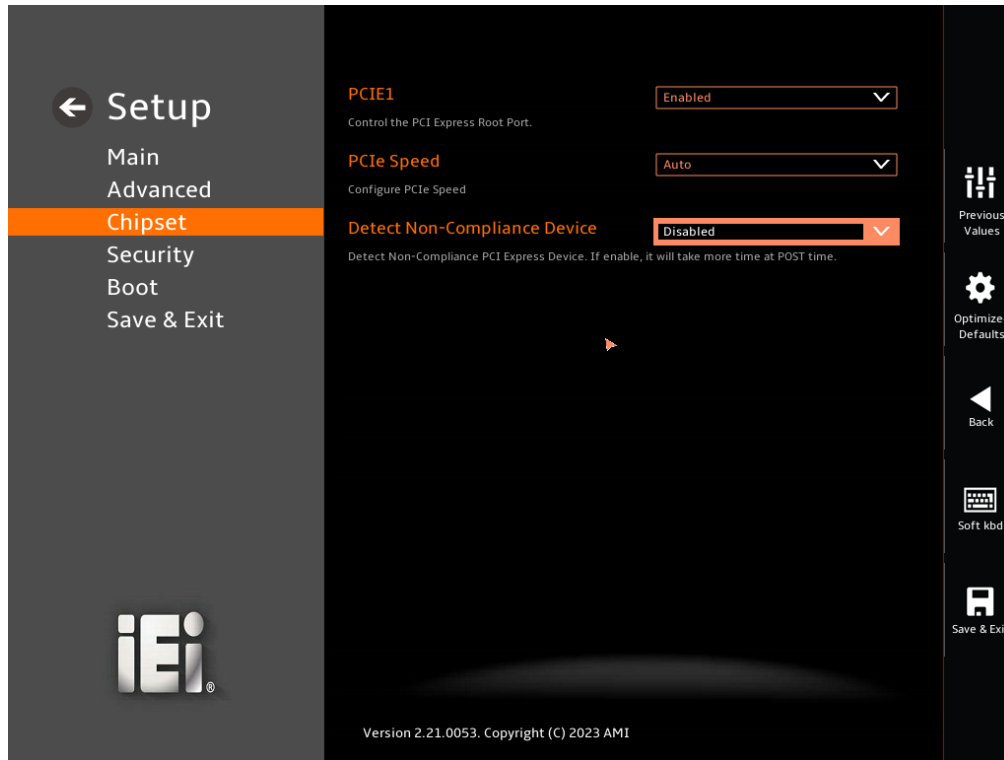 Setup
Main
Advanced
Chipset
Security
Boot
Save & Exit
PCIE1
Enabled
Control the PCI Express Root Port.
PCIe Speed
Auto
Configure PCIe Speed
Detect Non-Compliance Device
Disabled
Detect Non-Compliance PCI Express Device. If enable, it will take more time at POST time.
Previous
Values
Optimize
Defaults
Back
Soft kbd
Save & Exi
iEi®
Version 2.21.0053. Copyright (C) 2023 AMI